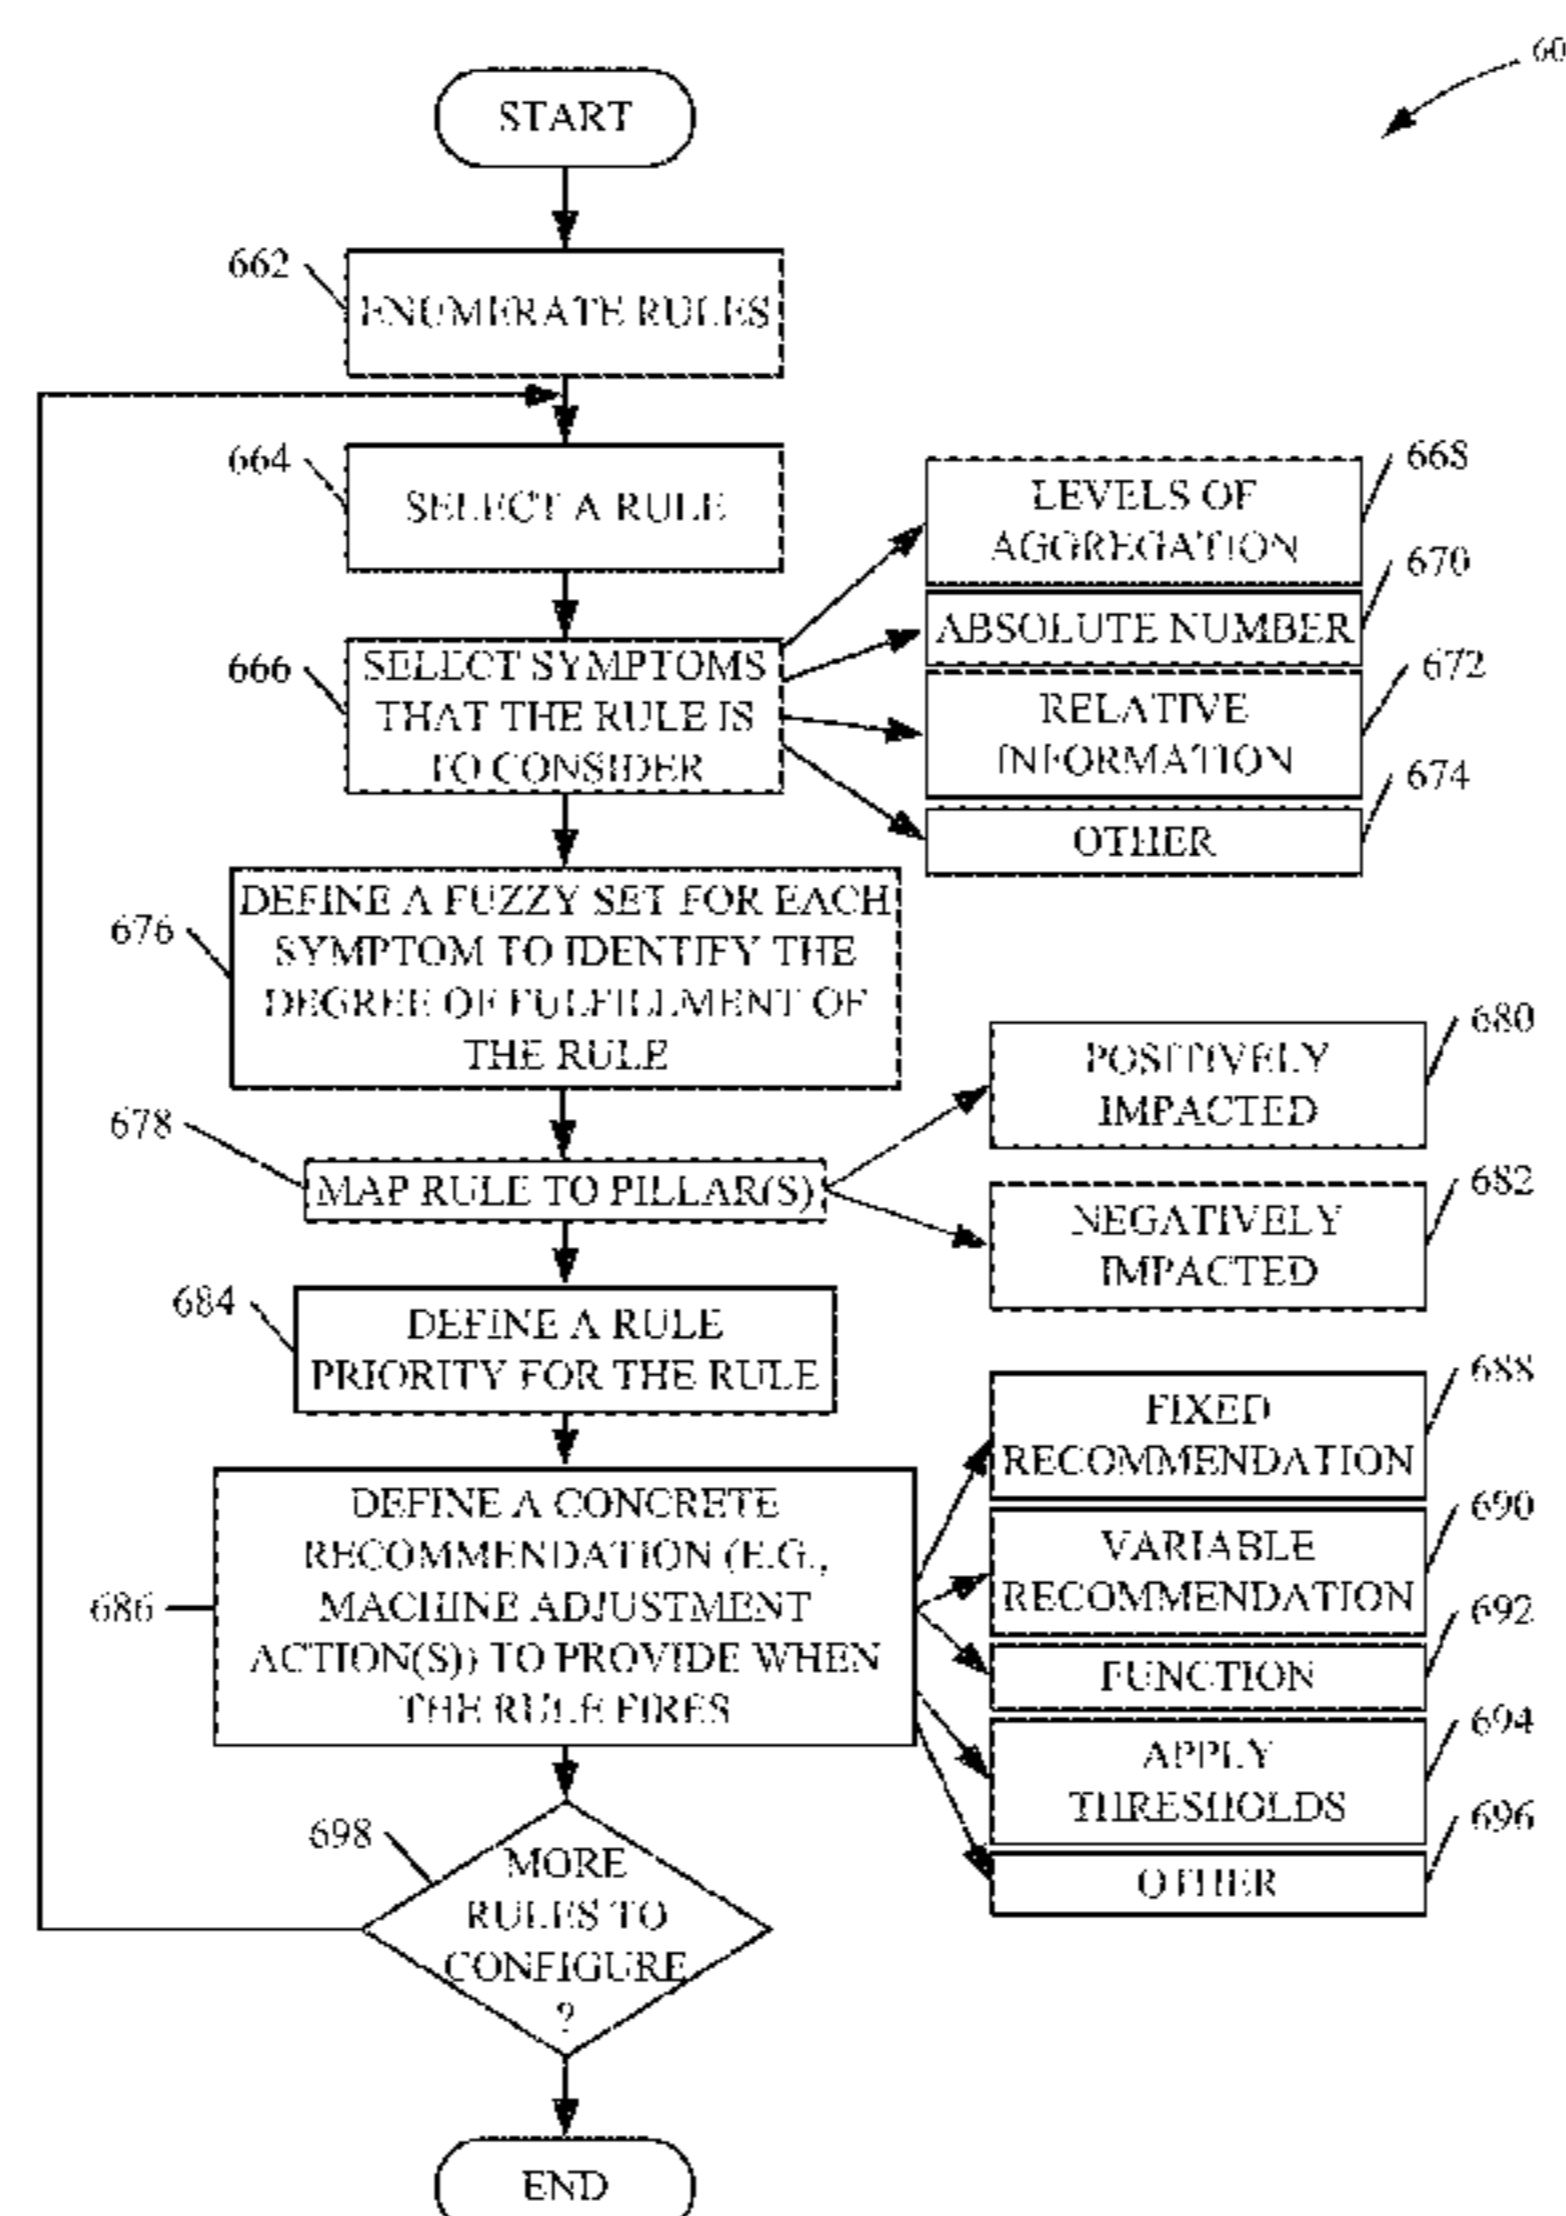 60
START
662
ENUMERATE RULES
664
SELECT A RULE
666
SELECT SYMPTOMS
THAT THE RULE IS
TO CONSIDER
LEVELS OF
AGGREGATION
668
ABSOLUTE NUMBER
670
RELATIVE
INFORMATION
672
OTHER
674
676
DEFINE A FUZZY SET FOR EACH
SYMPTOM TO IDENTIFY THE
DEGREE OF FULFILLMENT OF
THE RULE
678
MAP RULE TO PILLAR(S)
POSITIVELY
IMPACTED
680
NEGATIVELY
IMPACTED
682
684
DEFINE A RULE
PRIORITY FOR THE RULE
686
DEFINE A CONCRETE
RECOMMENDATION (E.G.,
MACHINE ADJUSTMENT
ACTION(S)) TO PROVIDE WHEN
THE RULE FIRES
FIXED
RECOMMENDATION
688
VARIABLE
RECOMMENDATION
690
FUNCTION
692
APPLY
THRESHOLDS
694
OTHER
696
698
MORE
RULES TO
CONFIGURE
?
END